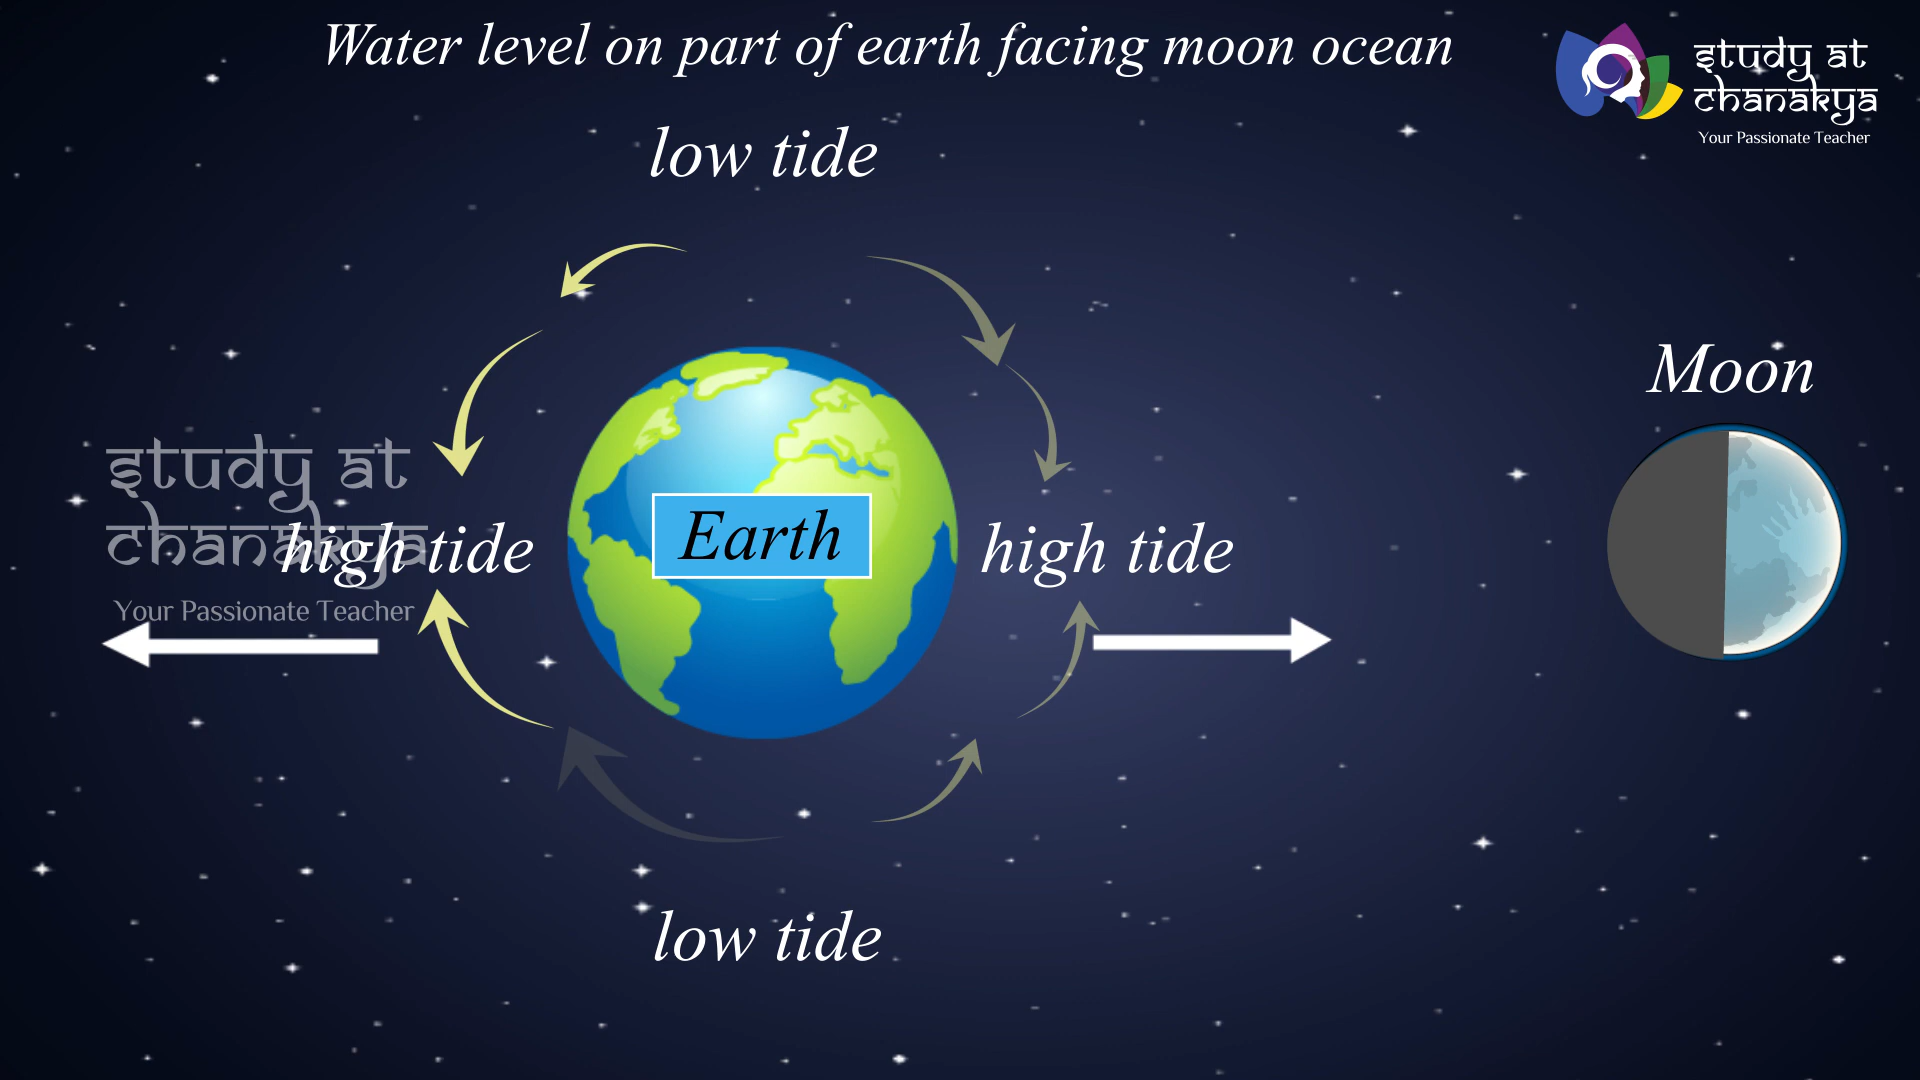 Water level on part of earth facing moon ocean
study at
chanakya
Your Passionate Teacher
low tide
Moon
study at
chanakya
high tide
Earth
high tide
Your Passionate Teacher
low tide